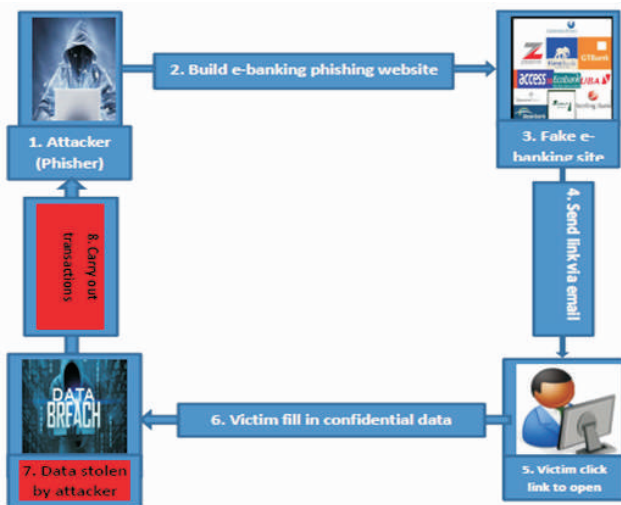 1. Attacker
(Phisher)
2. Build e-banking phishing website
Z
GTBank
access
Ecobank
UBA
3. Fake e-
banking site
4. Send link via email
5. Victim click
link to open
6. Victim fill in confidential data
DATA
BREACH
7. Data stolen
by attacker
8. Carry out
transactions